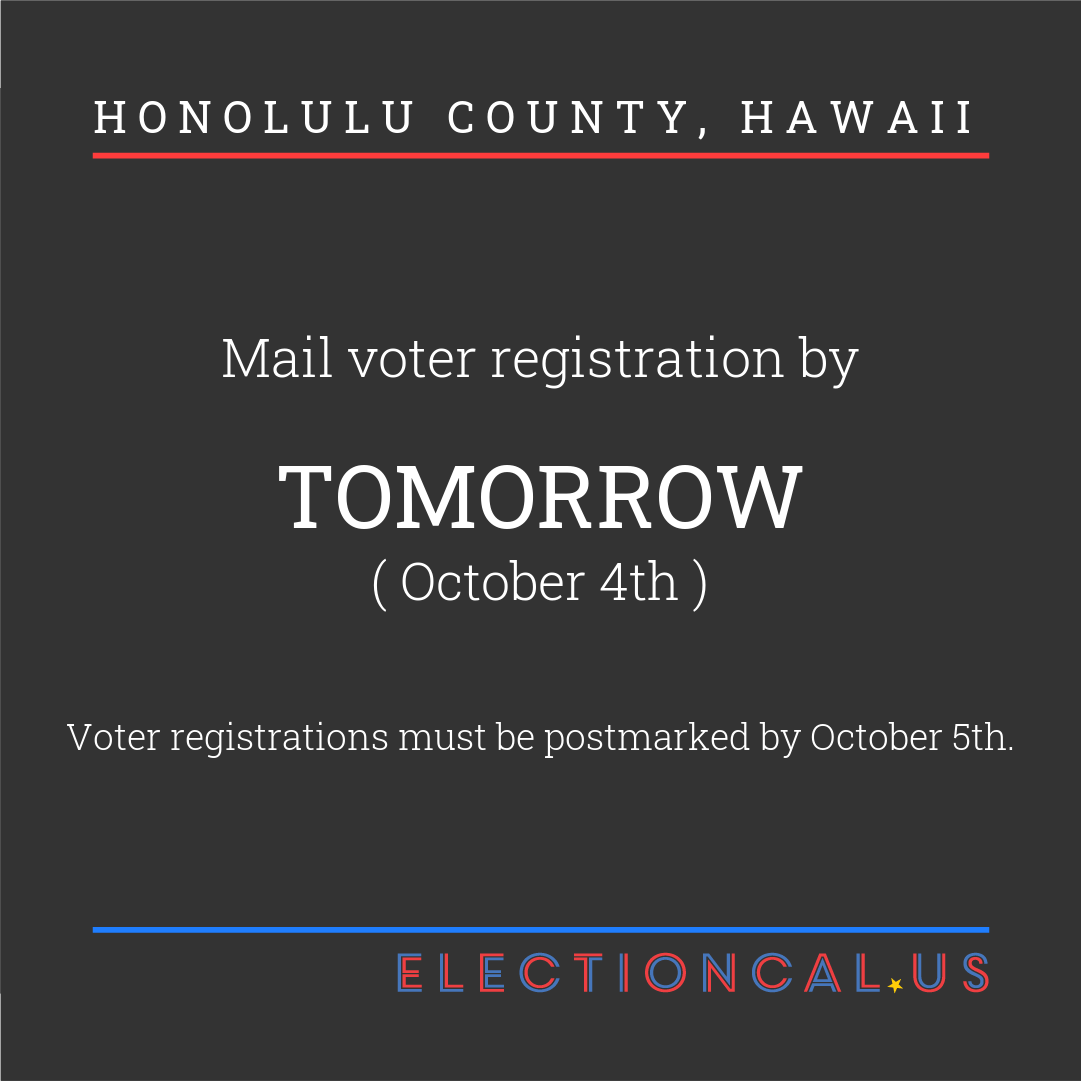 HONOLULU COUNTY, HAWAII
Mail voter registration by
TOMORROW
( October 4th )
Voter registrations must be postmarked by October 5th.
ELECTIONCAL.US